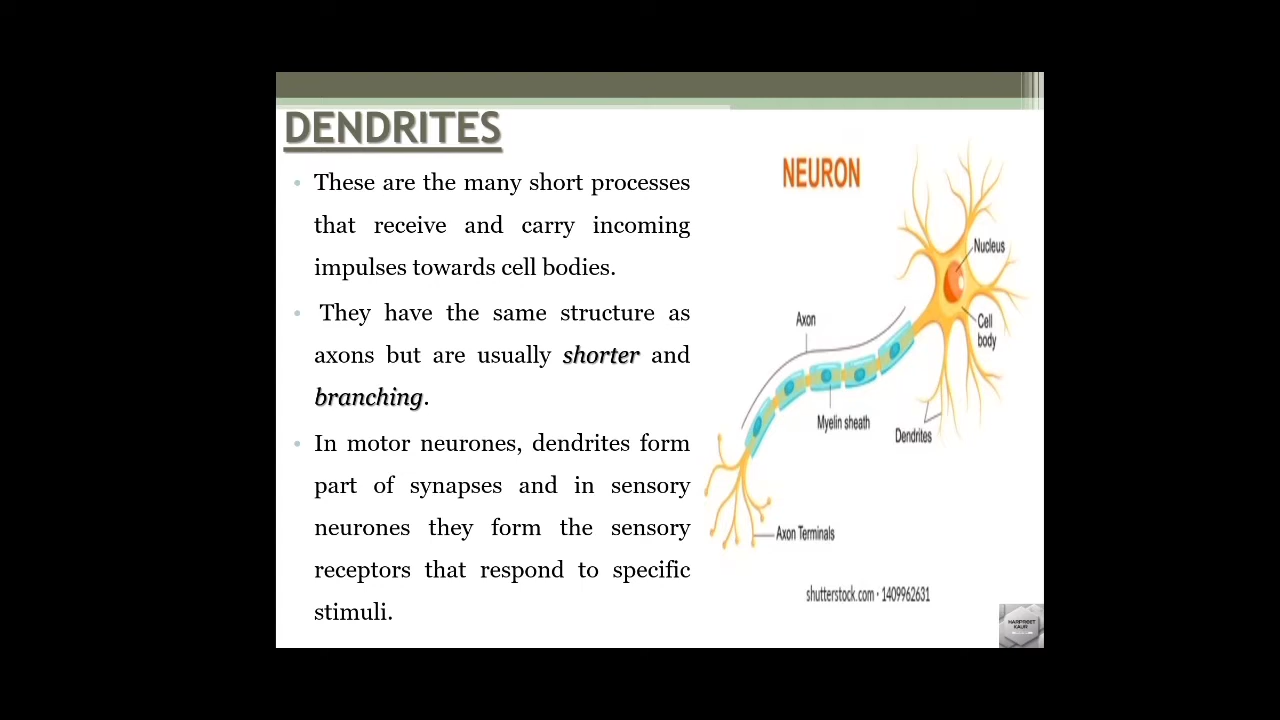 DENDRITES
• These are the many short processes
that receive and carry incoming
impulses towards cell bodies.
• They have the same structure as
axons but are usually shorter and
branching.
• In motor neurones, dendrites form
part of synapses and in sensory
neurones they form the sensory
receptors that respond to specific
stimuli.
NEURON
Nucleus
Cell
body
Axon
Myelin sheath
Dendrites
Axon Terminals
shutterstock.com · 1409962631
HARPREET
KAUR